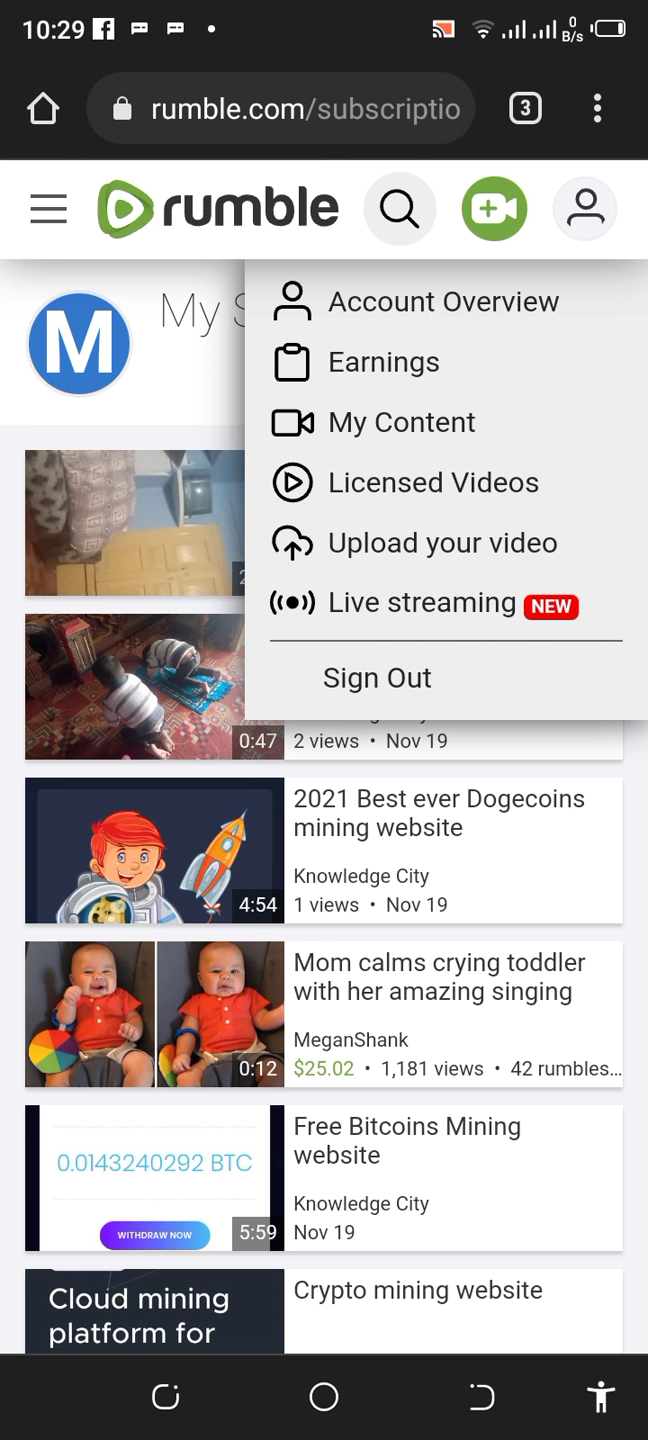 10:29
0
B/s
rumble.com/subscriptio
3
rumble
M
My
Account Overview
Earnings
My Content
Licensed Videos
Upload your video
Live streaming NEW
Sign Out
0:47
2 views • Nov 19
2021 Best ever Dogecoins
mining website
Knowledge City
4:54
1 views • Nov 19
Mom calms crying toddler
with her amazing singing
MeganShank
0:12
$25.02 • 1,181 views • 42 rumbles…
Free Bitcoins Mining
website
0.0143240292 BTC
Knowledge City
WITHDRAW NOW
5:59
Nov 19
Crypto mining website
Cloud mining
platform for